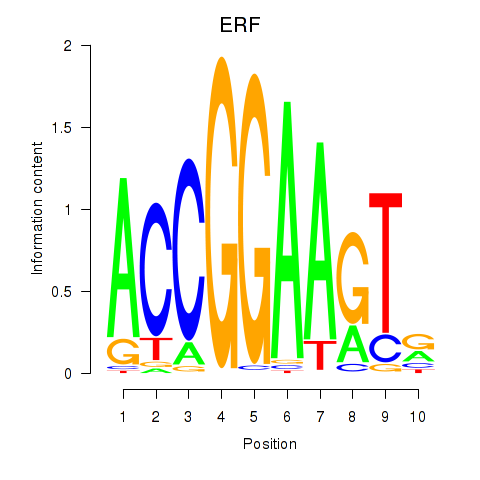 ERF
Information content
2
1.5
1
0.5
0
A G C T
C T G A
C A G
G
G C
A G C T
A T
G A C
T C G
G A C T
1 2 3 4 5 6 7 8 9 10
Position